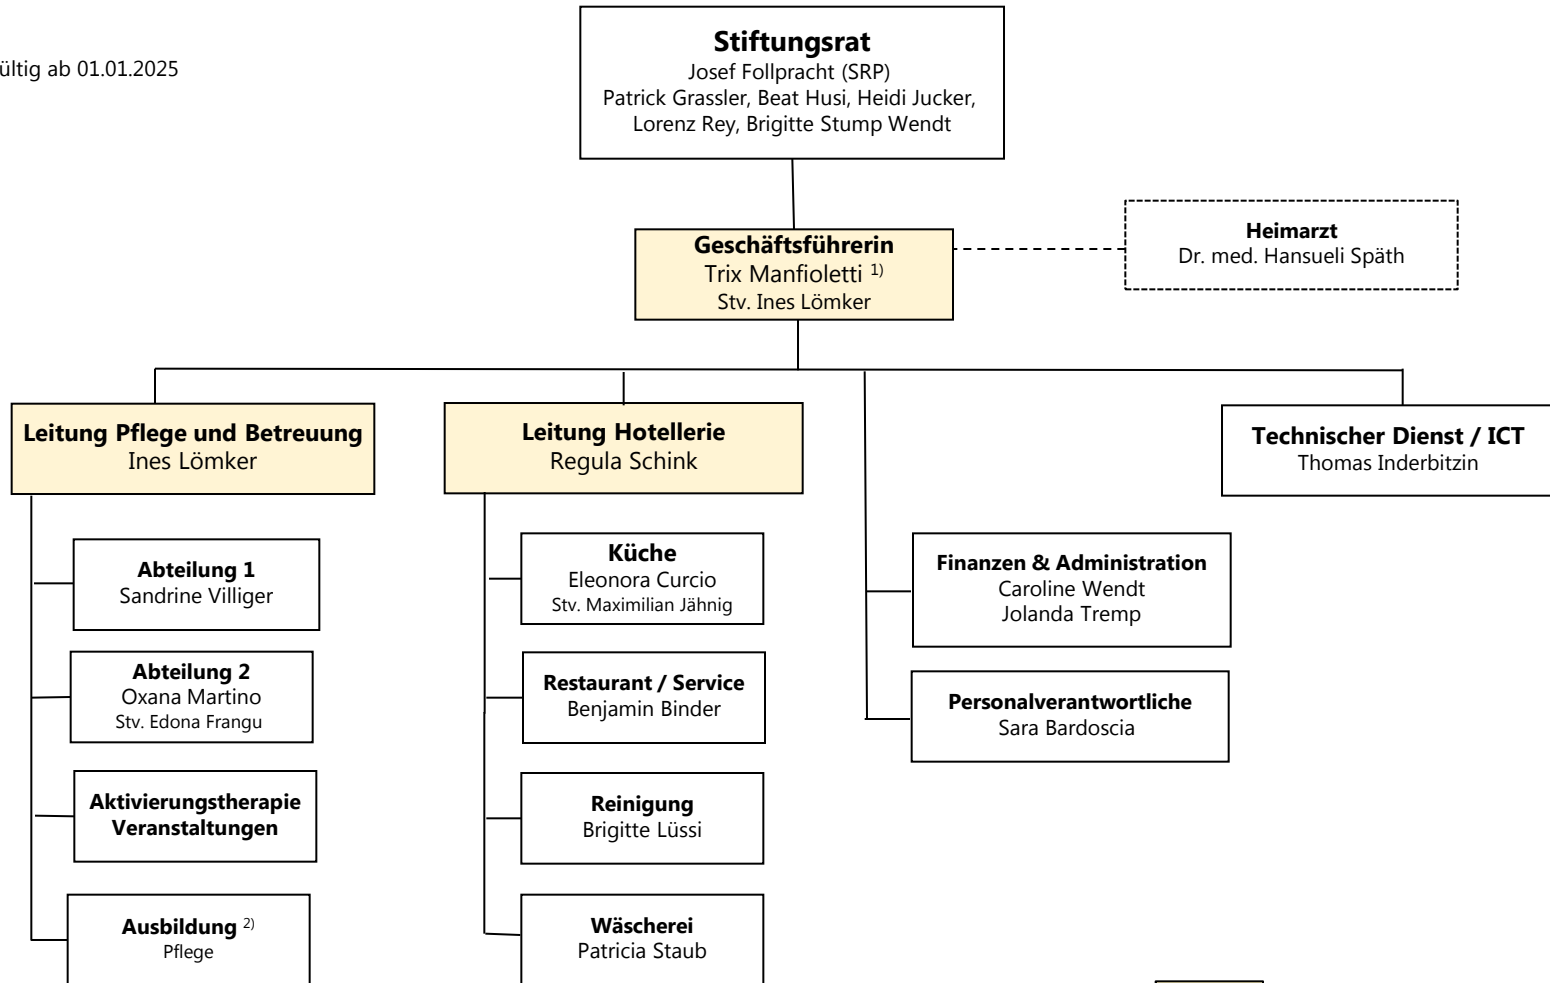 ültig ab 01.01.2025
Stiftungsrat
Josef Follpracht (SRP)
Patrick Grassler, Beat Husi, Heidi Jucker,
Lorenz Rey, Brigitte Stump Wendt
Geschäftsführerin
Trix Manfioletti 1)
Stv. Ines Lömker
Heimarzt
Dr. med. Hansueli Späth
Leitung Pflege und Betreuung
Ines Lömker
Leitung Hotellerie
Regula Schink
Technischer Dienst / ICT
Thomas Inderbitzin
Abteilung 1
Sandrine Villiger
Abteilung 2
Oxana Martino
Stv. Edona Frangu
Aktivierungstherapie
Veranstaltungen
Ausbildung 2)
Pflege
Küche
Eleonora Curcio
Stv. Maximilian Jähnig
Restaurant / Service
Benjamin Binder
Reinigung
Brigitte Lüssi
Wäscherei
Patricia Staub
Finanzen & Administration
Caroline Wendt
Jolanda Tremp
Personalverantwortliche
Sara Bardoscia